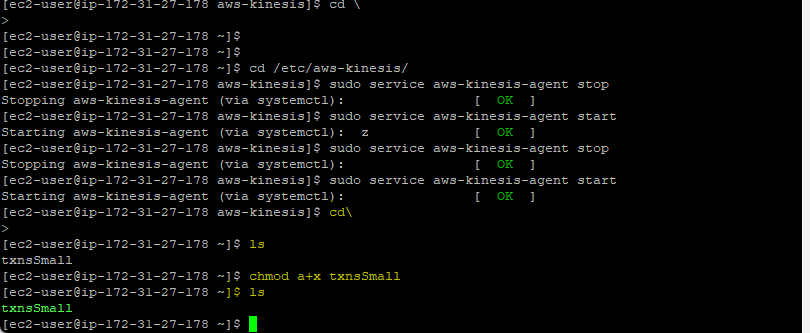 [ec2-user@ip-172-31-27-178 aws-kinesis]$ cd \
>
[ec2-user@ip-172-31-27-178 ~]$
[ec2-user@ip-172-31-27-178 ~]$
[ec2-user@ip-172-31-27-178 ~]$ cd /etc/aws-kinesis/
[ec2-user@ip-172-31-27-178 aws-kinesis]$ sudo service aws-kinesis-agent stop
Stopping aws-kinesis-agent (via systemctl):                [  OK  ]
[ec2-user@ip-172-31-27-178 aws-kinesis]$ sudo service aws-kinesis-agent start
Starting aws-kinesis-agent (via systemctl):  z             [  OK  ]
[ec2-user@ip-172-31-27-178 aws-kinesis]$ sudo service aws-kinesis-agent stop
Stopping aws-kinesis-agent (via systemctl):                [  OK  ]
[ec2-user@ip-172-31-27-178 aws-kinesis]$ sudo service aws-kinesis-agent start
Starting aws-kinesis-agent (via systemctl):                [  OK  ]
[ec2-user@ip-172-31-27-178 aws-kinesis]$ cd\
>
[ec2-user@ip-172-31-27-178 ~]$ ls
txnsSmall
[ec2-user@ip-172-31-27-178 ~]$ chmod a+x txnsSmall
[ec2-user@ip-172-31-27-178 ~]$ ls
txnsSmall
[ec2-user@ip-172-31-27-178 ~]$